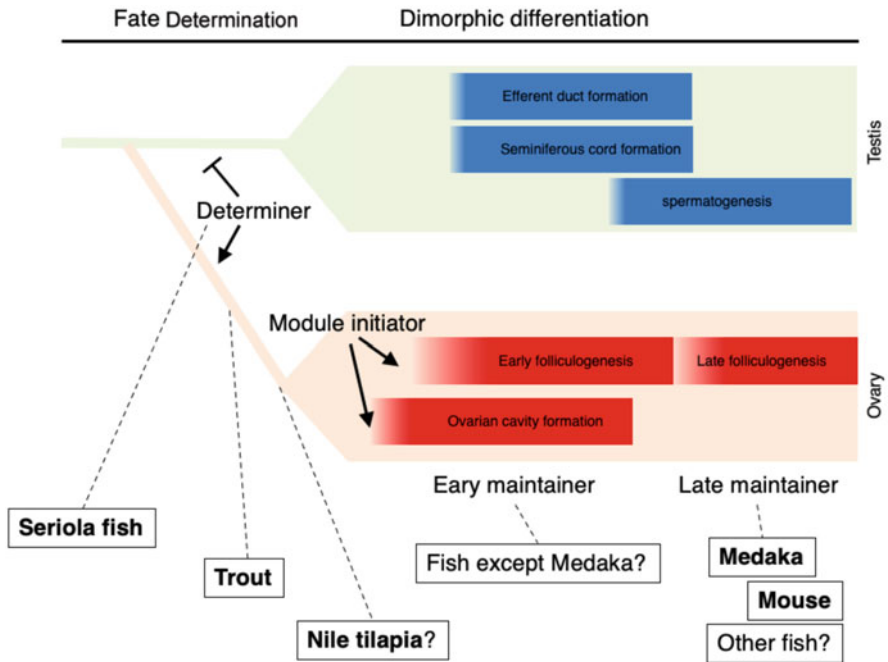 Fate Determination
Dimorphic differentiation
Efferent duct formation
Seminiferous cord formation
spermatogenesis
Testis
Determiner
Module initiator
Early folliculogenesis
Late folliculogenesis
Ovarian cavity formation
Ovary
Eary maintainer
Late maintainer
Seriola fish
Trout
Nile tilapia?
Fish except Medaka?
Medaka
Mouse
Other fish?